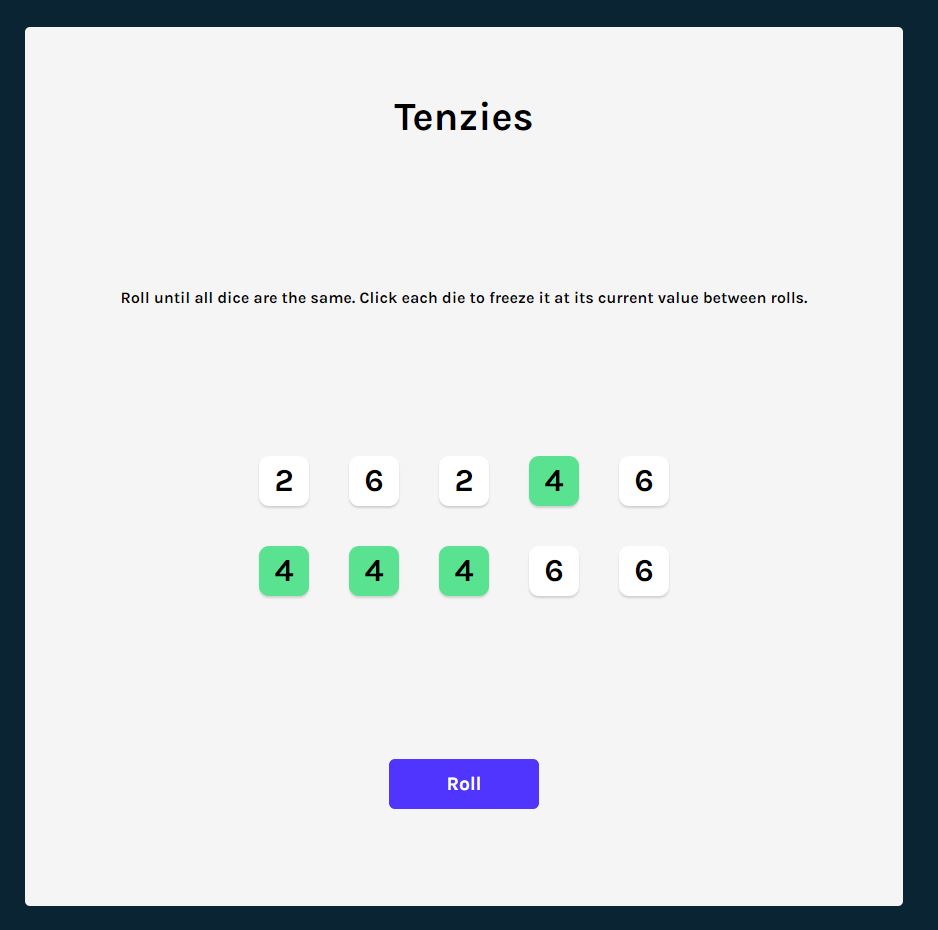 Tenzies
Roll until all dice are the same. Click each die to freeze it at its current value between rolls.
2 6 2 4 6
4 4 4 6 6
Roll